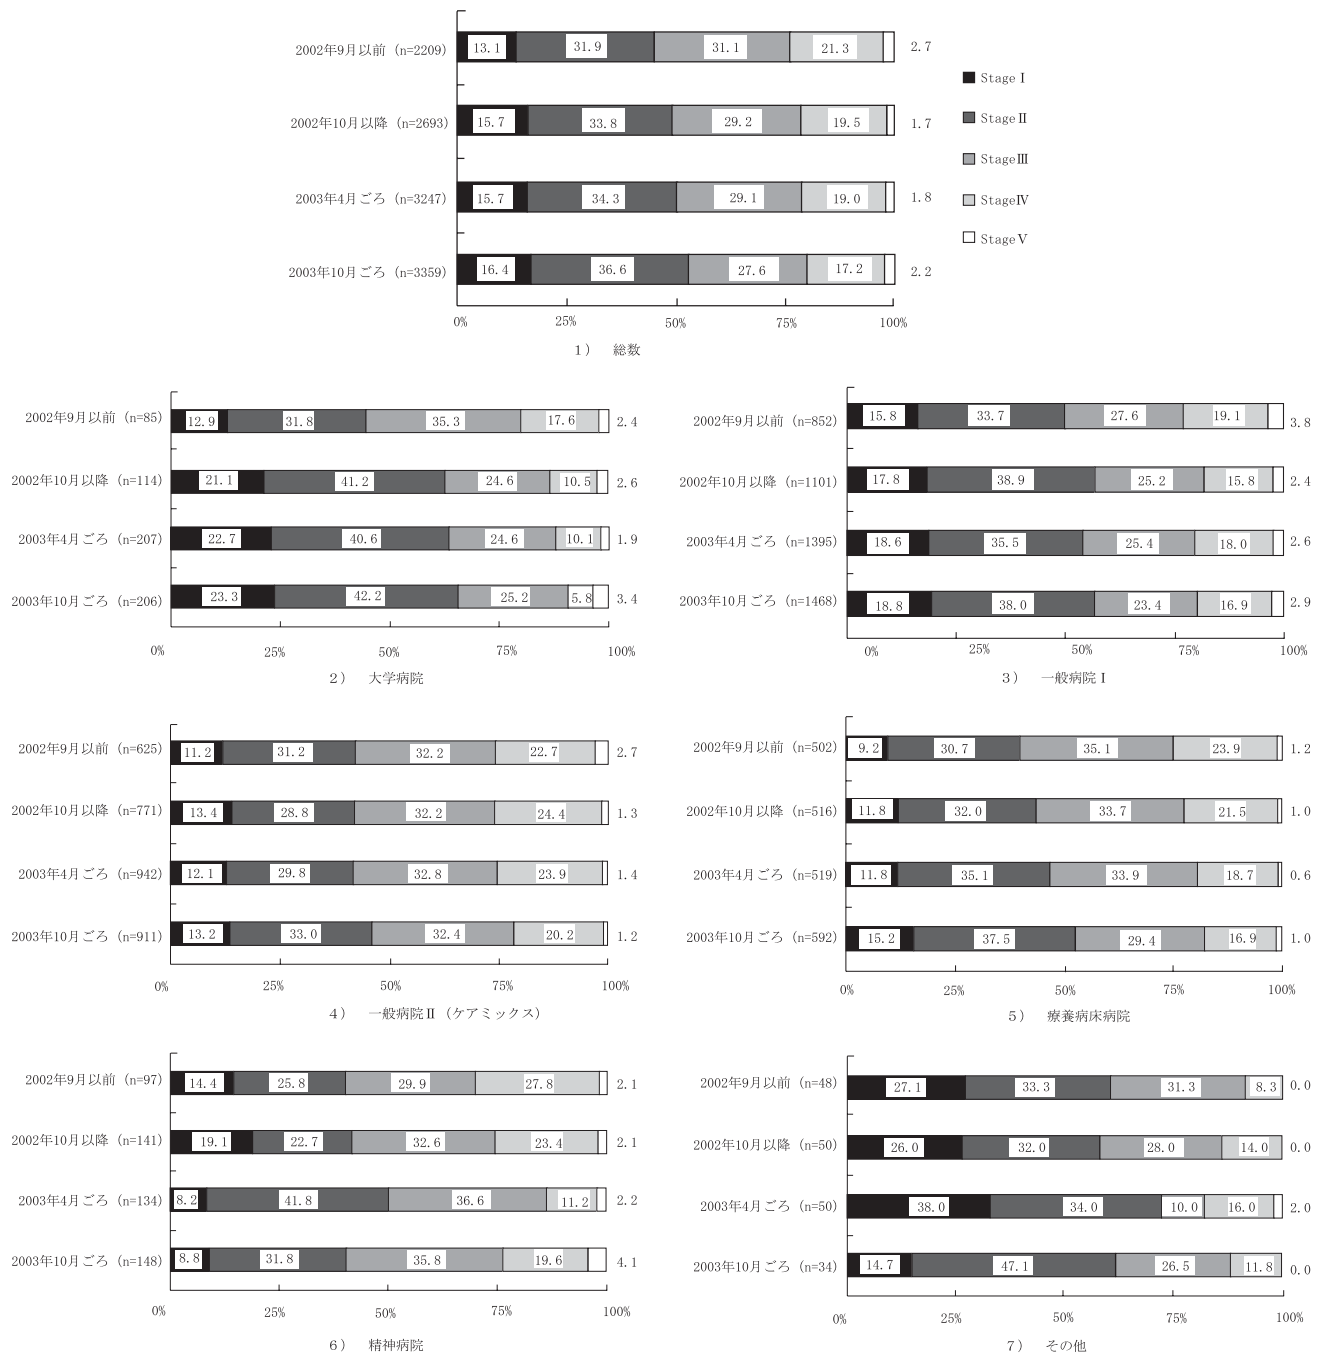 2002年9月以前 (n=2209) 13.1 31.9 31.1 21.3 2.7
Stage Ⅰ
Stage Ⅱ
2002年10月以降 (n=2693) 15.7 33.8 29.2 19.5 1.7
Stage Ⅲ
2003年4月ごろ (n=3247) 15.7 34.3 29.1 19.0 1.8
Stage Ⅳ
Stage Ⅴ
2003年10月ごろ (n=3359) 16.4 36.6 27.6 17.2 2.2
0% 25% 50% 75% 100%
1） 総数
2002年9月以前 (n=85) 12.9 31.8 35.3 17.6 2.4
2002年10月以降 (n=114) 21.1 41.2 24.6 10.5 2.6
2003年4月ごろ (n=207) 22.7 40.6 24.6 10.1 1.9
2003年10月ごろ (n=206) 23.3 42.2 25.2 5.8 3.4
0% 25% 50% 75% 100%
2） 大学病院
2002年9月以前 (n=852) 15.8 33.7 27.6 19.1 3.8
2002年10月以降 (n=1101) 17.8 38.9 25.2 15.8 2.4
2003年4月ごろ (n=1395) 18.6 35.5 25.4 18.0 2.6
2003年10月ごろ (n=1468) 18.8 38.0 23.4 16.9 2.9
0% 25% 50% 75% 100%
3） 一般病院Ⅰ
2002年9月以前 (n=625) 11.2 31.2 32.2 22.7 2.7
2002年10月以降 (n=771) 13.4 28.8 32.2 24.4 1.3
2003年4月ごろ (n=942) 12.1 29.8 32.8 23.9 1.4
2003年10月ごろ (n=911) 13.2 33.0 32.4 20.2 1.2
0% 25% 50% 75% 100%
4） 一般病院Ⅱ（ケアミックス）
2002年9月以前 (n=502) 9.2 30.7 35.1 23.9 1.2
2002年10月以降 (n=516) 11.8 32.0 33.7 21.5 1.0
2003年4月ごろ (n=519) 11.8 35.1 33.9 18.7 0.6
2003年10月ごろ (n=592) 15.2 37.5 29.4 16.9 1.0
0% 25% 50% 75% 100%
5） 療養病床病院
2002年9月以前 (n=97) 14.4 25.8 29.9 27.8 2.1
2002年10月以降 (n=141) 19.1 22.7 32.6 23.4 2.1
2003年4月ごろ (n=134) 8.2 41.8 36.6 11.2 2.2
2003年10月ごろ (n=148) 8.8 31.8 35.8 19.6 4.1
0% 25% 50% 75% 100%
6） 精神病院
2002年9月以前 (n=48) 27.1 33.3 31.3 8.3 0.0
2002年10月以降 (n=50) 26.0 32.0 28.0 14.0 0.0
2003年4月ごろ (n=50) 38.0 34.0 10.0 16.0 2.0
2003年10月ごろ (n=34) 14.7 47.1 26.5 11.8 0.0
0% 25% 50% 75% 100%
7） その他